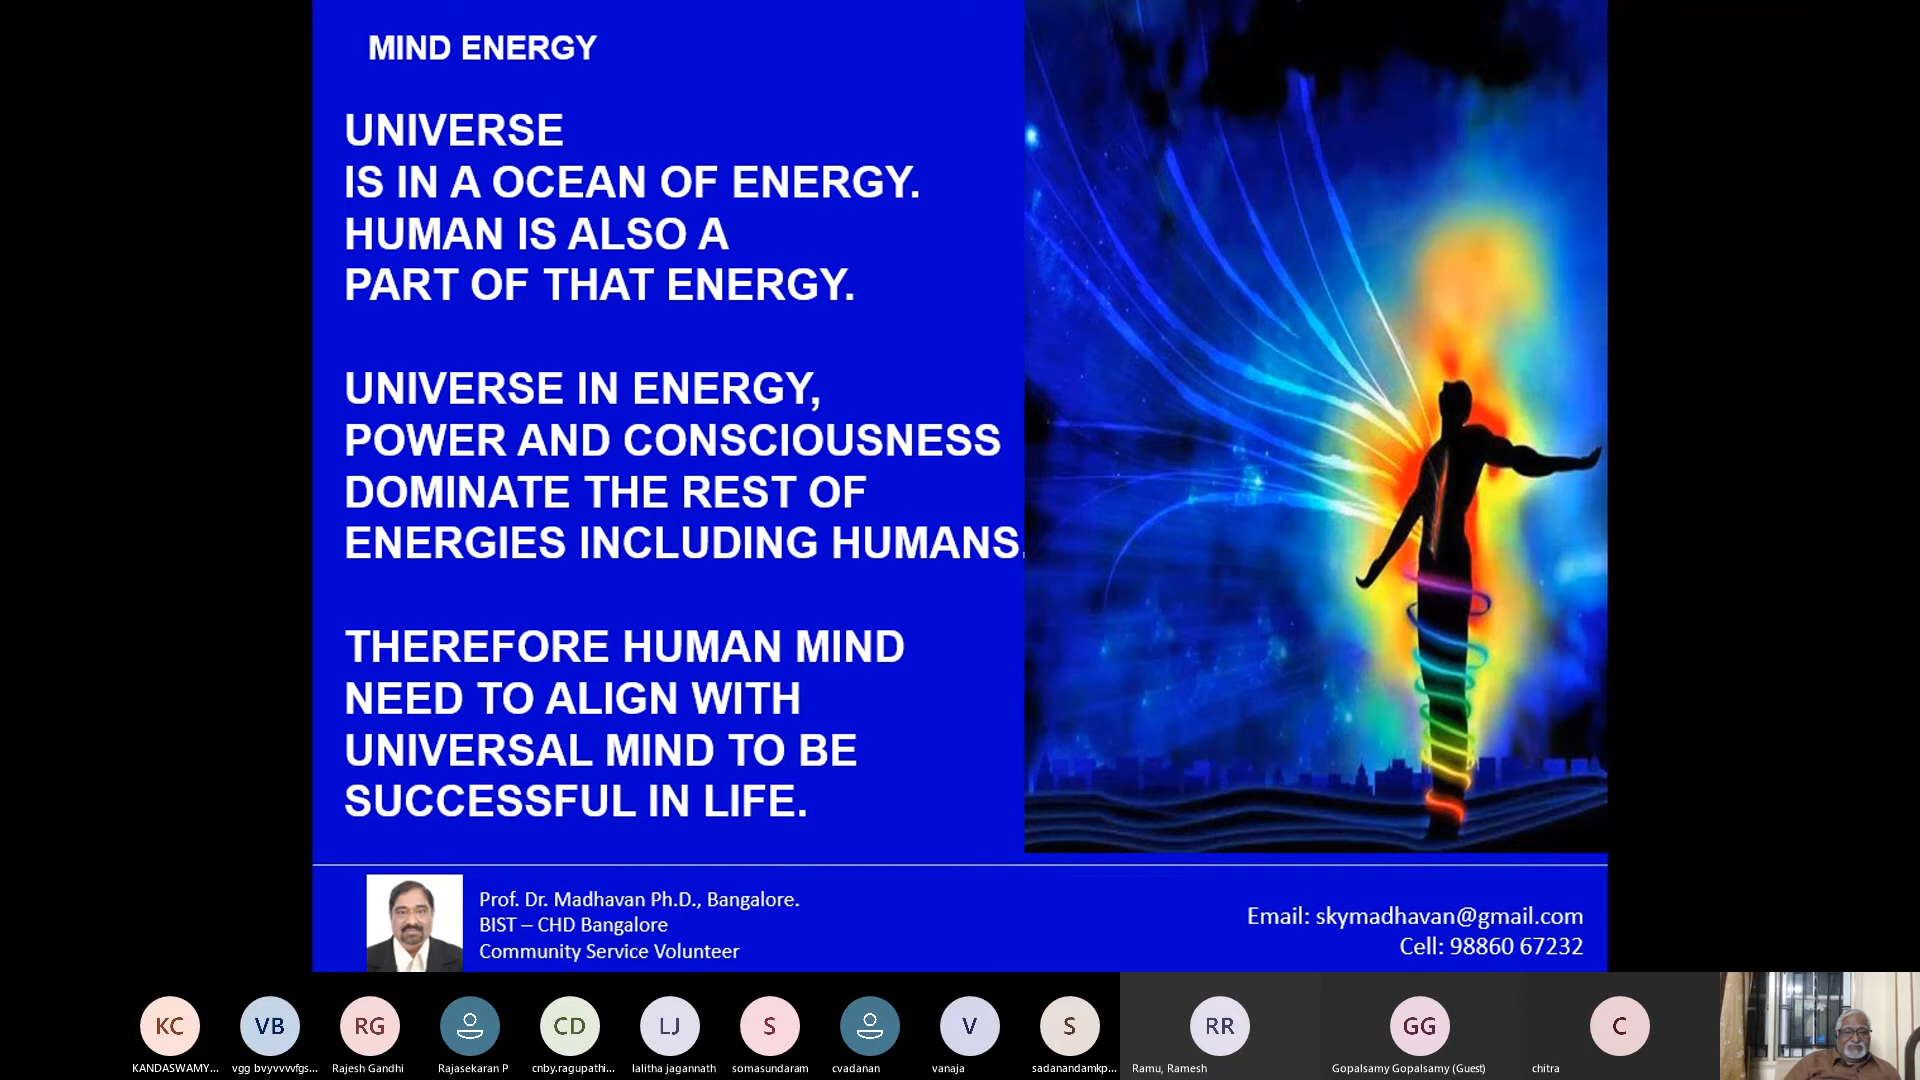 MIND ENERGY
UNIVERSE
IS IN A OCEAN OF ENERGY.
HUMAN IS ALSO A
PART OF THAT ENERGY.
UNIVERSE IN ENERGY,
POWER AND CONSCIOUSNESS
DOMINATE THE REST OF
ENERGIES INCLUDING HUMANS.
THEREFORE HUMAN MIND
NEED TO ALIGN WITH
UNIVERSAL MIND TO BE
SUCCESSFUL IN LIFE.
Prof. Dr. Madhavan Ph.D., Bangalore.
BIST – CHD Bangalore
Community Service Volunteer
Email: skymadhavan@gmail.com
Cell: 98860 67232
KC VB RG CD LJ S V S RR GG C
KANDASWAMY... vgg bvyvvvvfgs... Rajesh Gandhi Rajasekaran P cnby.ragupathi... lalitha jagannath somasundaram cvadanan vanaja sadanandamkp... Ramu, Ramesh Gopalsamy Gopalsamy (Guest) chitra